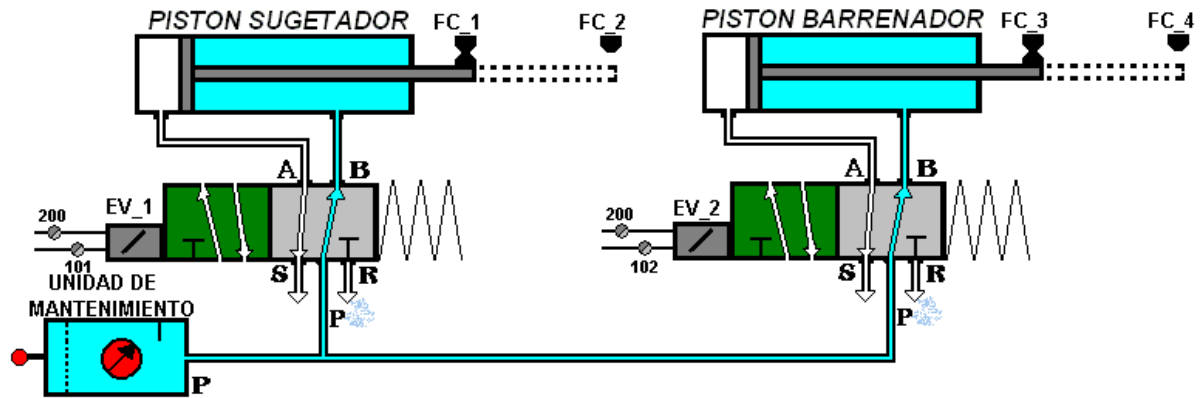 PISTON SUGETADOR FC_1 FC_2 PISTON BARRENADOR FC_3 FC_4
A B A B
200 EV_1 200 EV_2
101 S R 102 S R
UNIDAD DE
MANTENIMIENTO P P
P